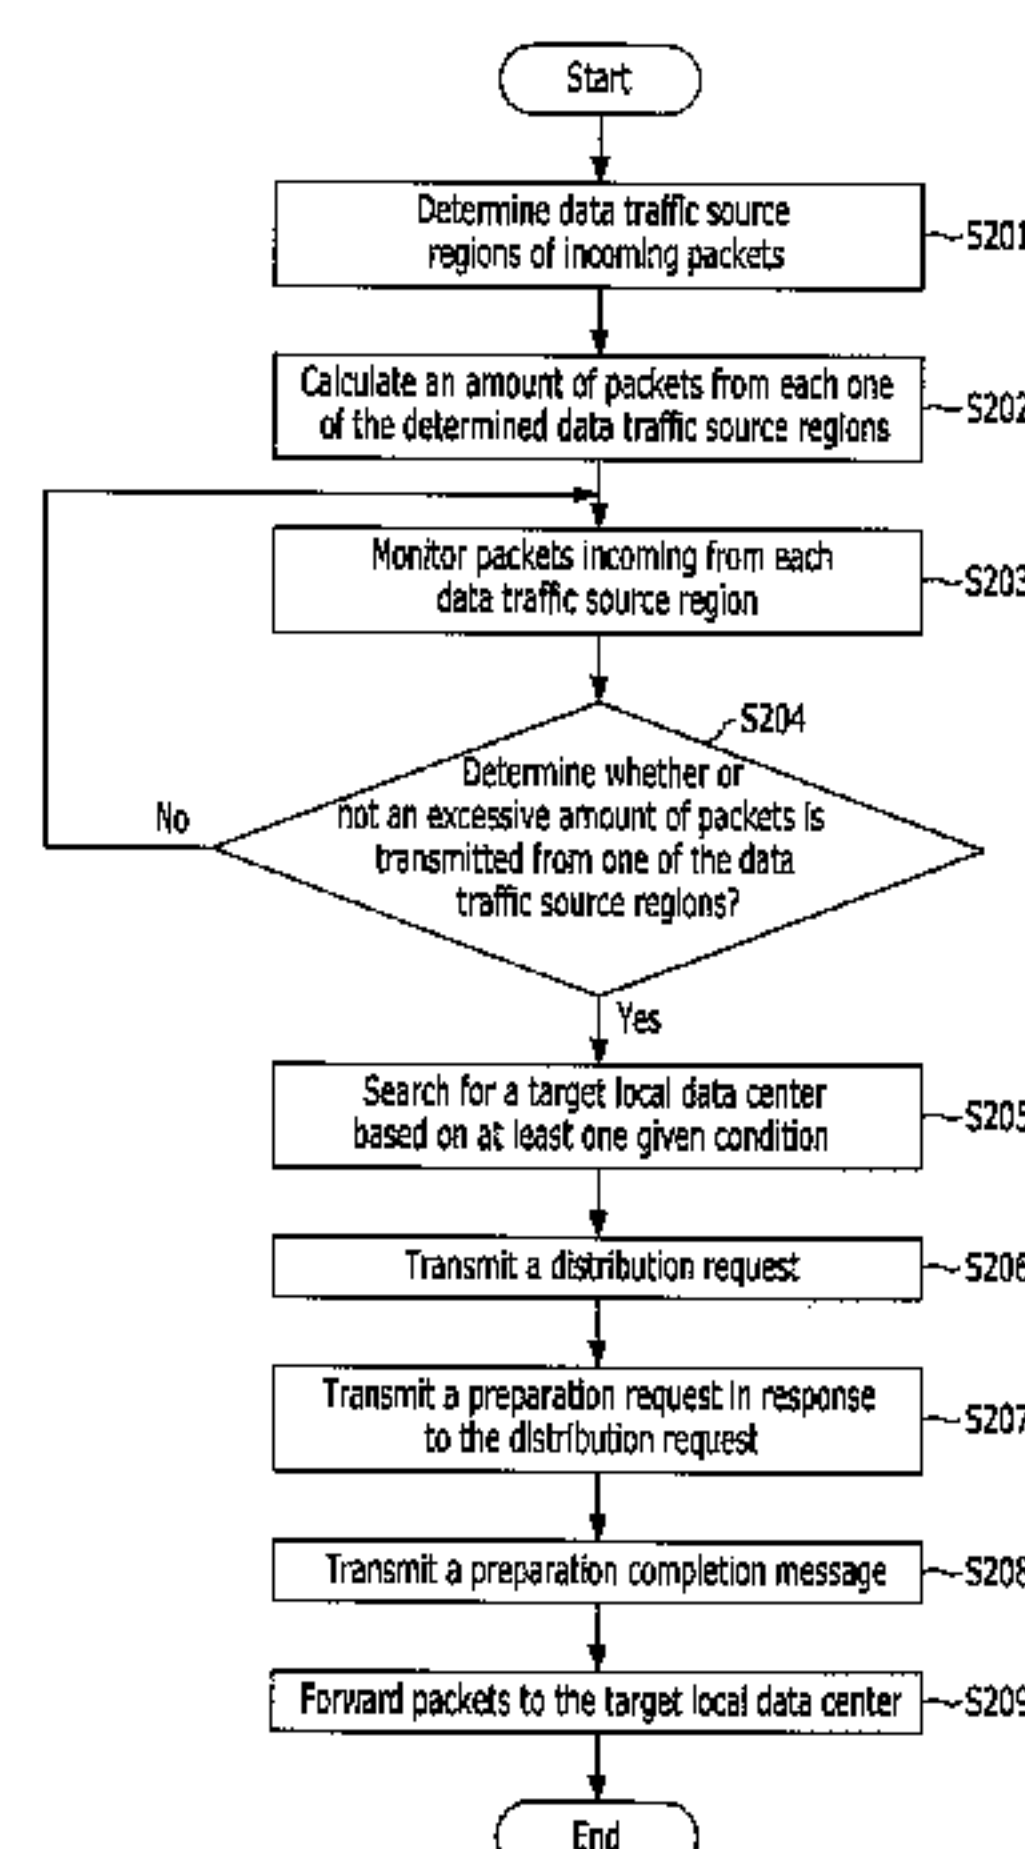 Start
Determine data traffic source
regions of incoming packets
S201
Calculate an amount of packets from each one
of the determined data traffic source regions
S202
Monitor packets incoming from each
data traffic source region
S203
S204
Determine whether or
not an excessive amount of packets is
transmitted from one of the data
traffic source regions?
No
Yes
Search for a target local data center
based on at least one given condition
S205
Transmit a distribution request
S206
Transmit a preparation request in response
to the distribution request
S207
Transmit a preparation completion message
S208
Forward packets to the target local data center
S209
End